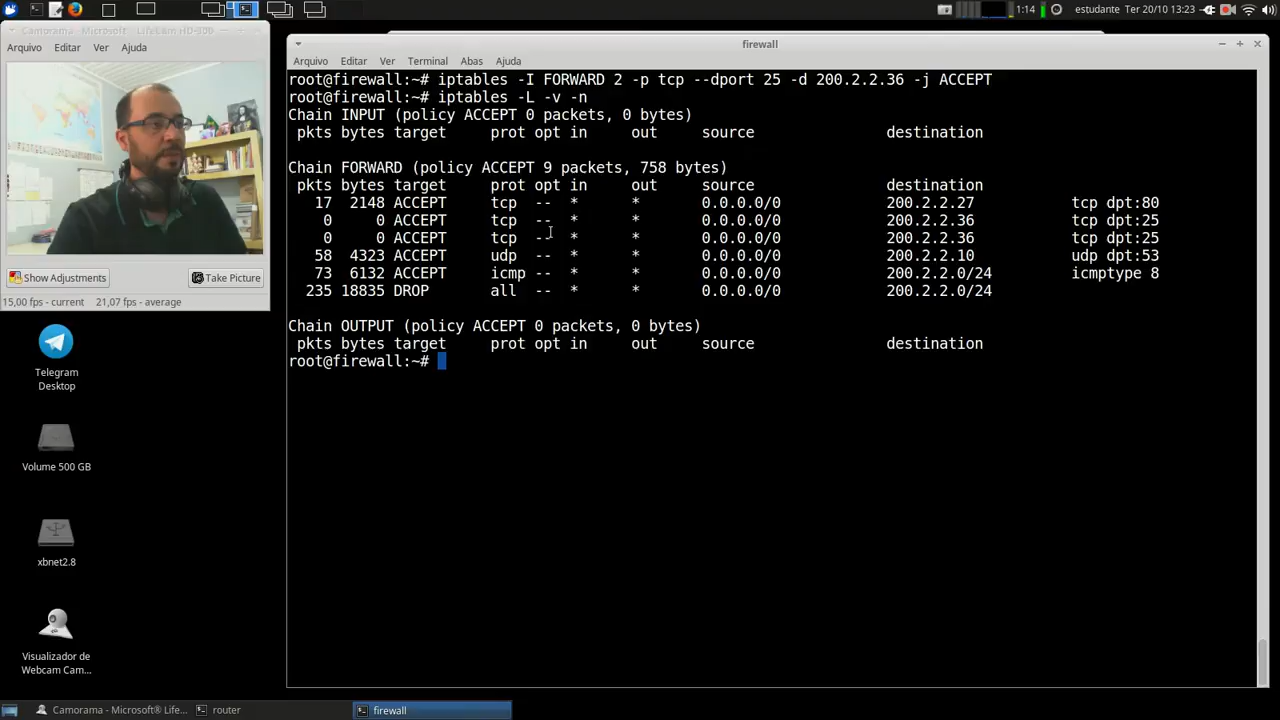 1:14
estudante Ter 20/10 13:23
Camorama - Microsoft® LifeCam HD-300
Arquivo Editar Ver Ajuda
Show Adjustments
Take Picture
15,00 fps - current 21,07 fps - average
Telegram
Desktop
Volume 500 GB
xbnet2.8
Visualizador de
Webcam Cam...
firewall
Arquivo Editar Ver Terminal Abas Ajuda
root@firewall:~# iptables -I FORWARD 2 -p tcp --dport 25 -d 200.2.2.36 -j ACCEPT
root@firewall:~# iptables -L -v -n
Chain INPUT (policy ACCEPT 0 packets, 0 bytes)
pkts bytes target prot opt in out source destination
Chain FORWARD (policy ACCEPT 9 packets, 758 bytes)
pkts bytes target prot opt in out source destination
17 2148 ACCEPT tcp -- * * 0.0.0.0/0 200.2.2.27 tcp dpt:80
0 0 ACCEPT tcp -- * * 0.0.0.0/0 200.2.2.36 tcp dpt:25
0 0 ACCEPT tcp -- * * 0.0.0.0/0 200.2.2.36 tcp dpt:25
58 4323 ACCEPT udp -- * * 0.0.0.0/0 200.2.2.10 udp dpt:53
73 6132 ACCEPT icmp -- * * 0.0.0.0/0 200.2.2.0/24 icmptype 8
235 18835 DROP all -- * * 0.0.0.0/0 200.2.2.0/24
Chain OUTPUT (policy ACCEPT 0 packets, 0 bytes)
pkts bytes target prot opt in out source destination
root@firewall:~#
Camorama - Microsoft® Life...
router
firewall